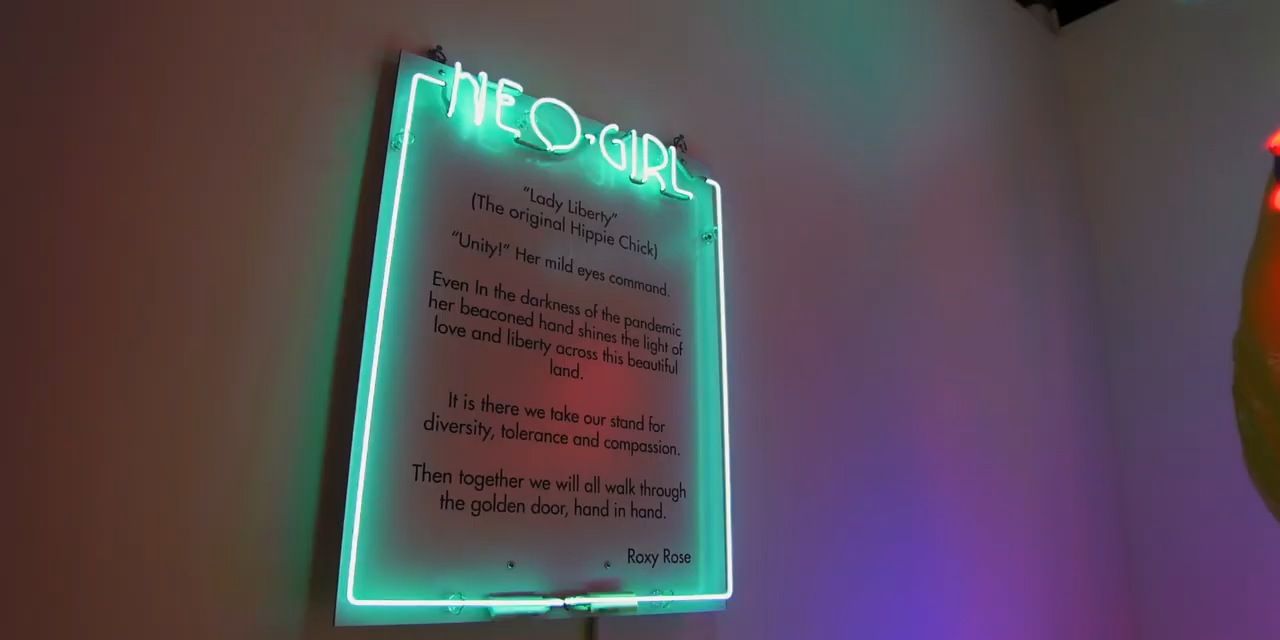 NEO-GIRL
“Lady Liberty”
(The original Hippie Chick)
“Unity!” Her mild eyes command.
Even In the darkness of the pandemic
her beaconed hand shines the light of
love and liberty across this beautiful
land.
It is there we take our stand for
diversity, tolerance and compassion.
Then together we will all walk through
the golden door, hand in hand.
Roxy Rose